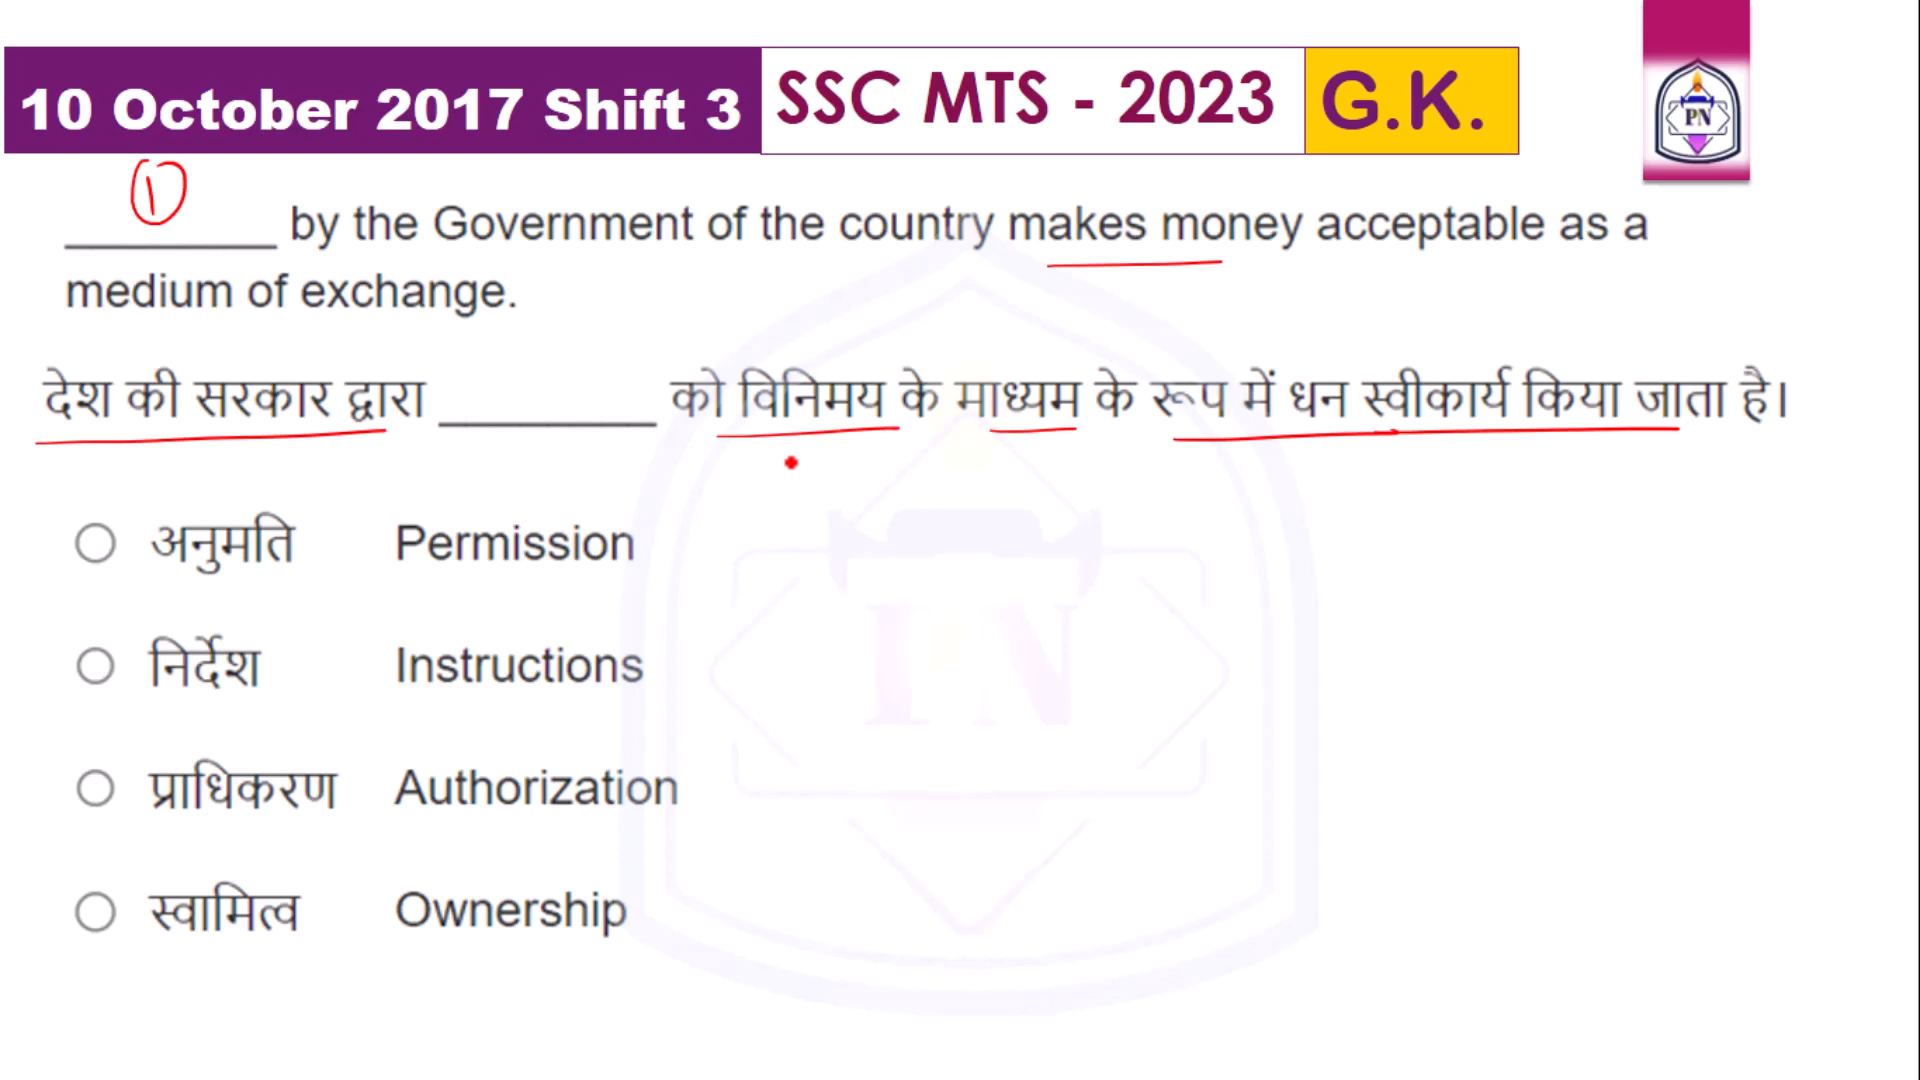 10 October 2017 Shift 3 SSC MTS - 2023 G.K.
PN
1
________ by the Government of the country makes money acceptable as a
medium of exchange.
देश की सरकार द्वारा ________ को विनिमय के माध्यम के रूप में धन स्वीकार्य किया जाता है।
अनुमति Permission
निर्देश Instructions
प्राधिकरण Authorization
स्वामित्व Ownership
PN